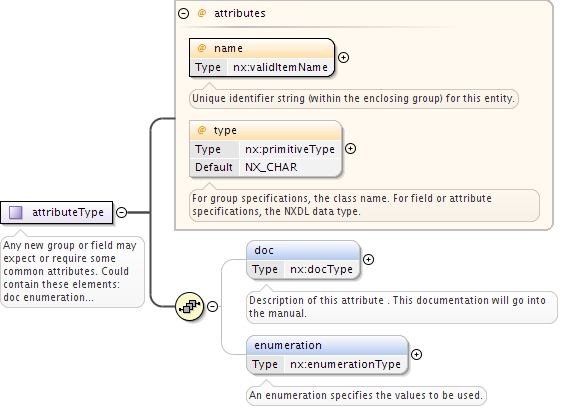 @ attributes
@ name
Type nx:validItemName
Unique identifier string (within the enclosing group) for this entity.
@ type
Type nx:primitiveType
Default NX_CHAR
For group specifications, the class name. For field or attribute
specifications, the NXDL data type.
attributeType
Any new group or field may
expect or require some
common attributes. Could
contain these elements:
doc enumeration...
doc
Type nx:docType
Description of this attribute . This documentation will go into
the manual.
enumeration
Type nx:enumerationType
An enumeration specifies the values to be used.